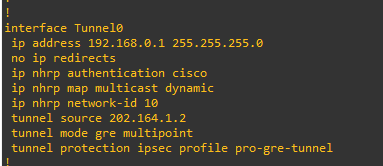 !
interface Tunnel0
ip address 192.168.0.1 255.255.255.0
no ip redirects
ip nhrp authentication cisco
ip nhrp map multicast dynamic
ip nhrp network-id 10
tunnel source 202.164.1.2
tunnel mode gre multipoint
tunnel protection ipsec profile pro-gre-tunnel
!